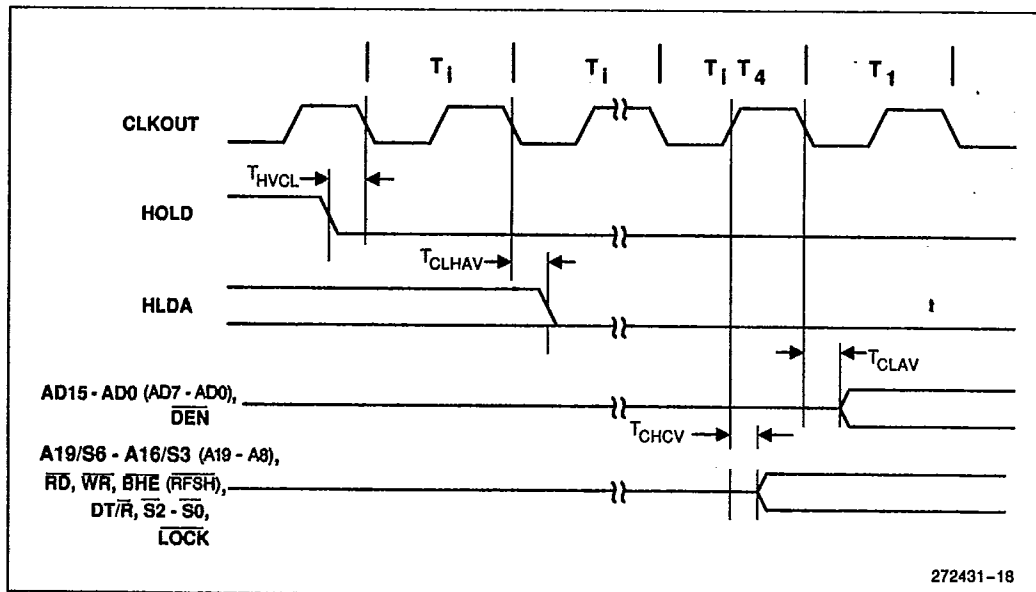 T_i T_i T_i T_4 T_1
CLKOUT
T_HVCL
HOLD
T_CLHAV
HLDA
T_CLAV
AD15 - AD0 (AD7 - AD0),
DEN
T_CHCV
A19/S6 - A16/S3 (A19 - A8),
RD, WR, BHE (RFSH),
DT/R, S2 - S0,
LOCK
272431-18